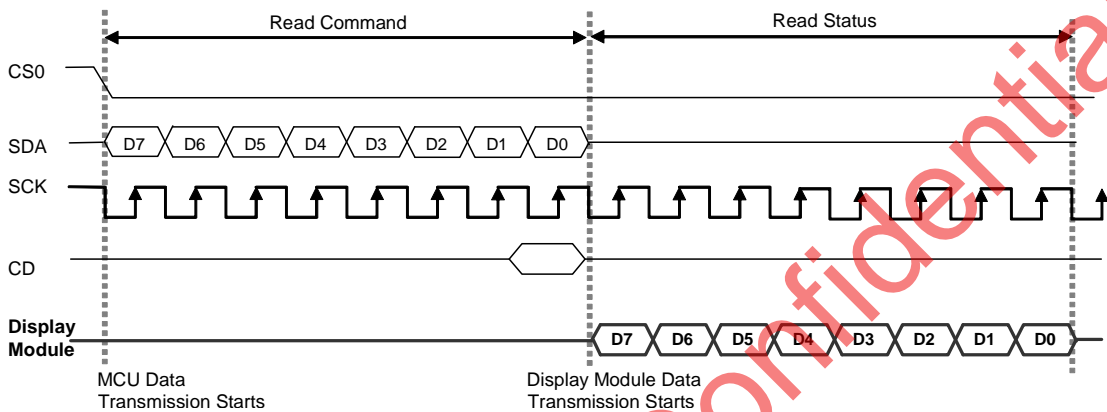 Read Command Read Status
CS0
SDA D7 D6 D5 D4 D3 D2 D1 D0
SCK
CD
Display
Module D7 D6 D5 D4 D3 D2 D1 D0
MCU Data
Transmission Starts
Display Module Data
Transmission Starts
Confidential